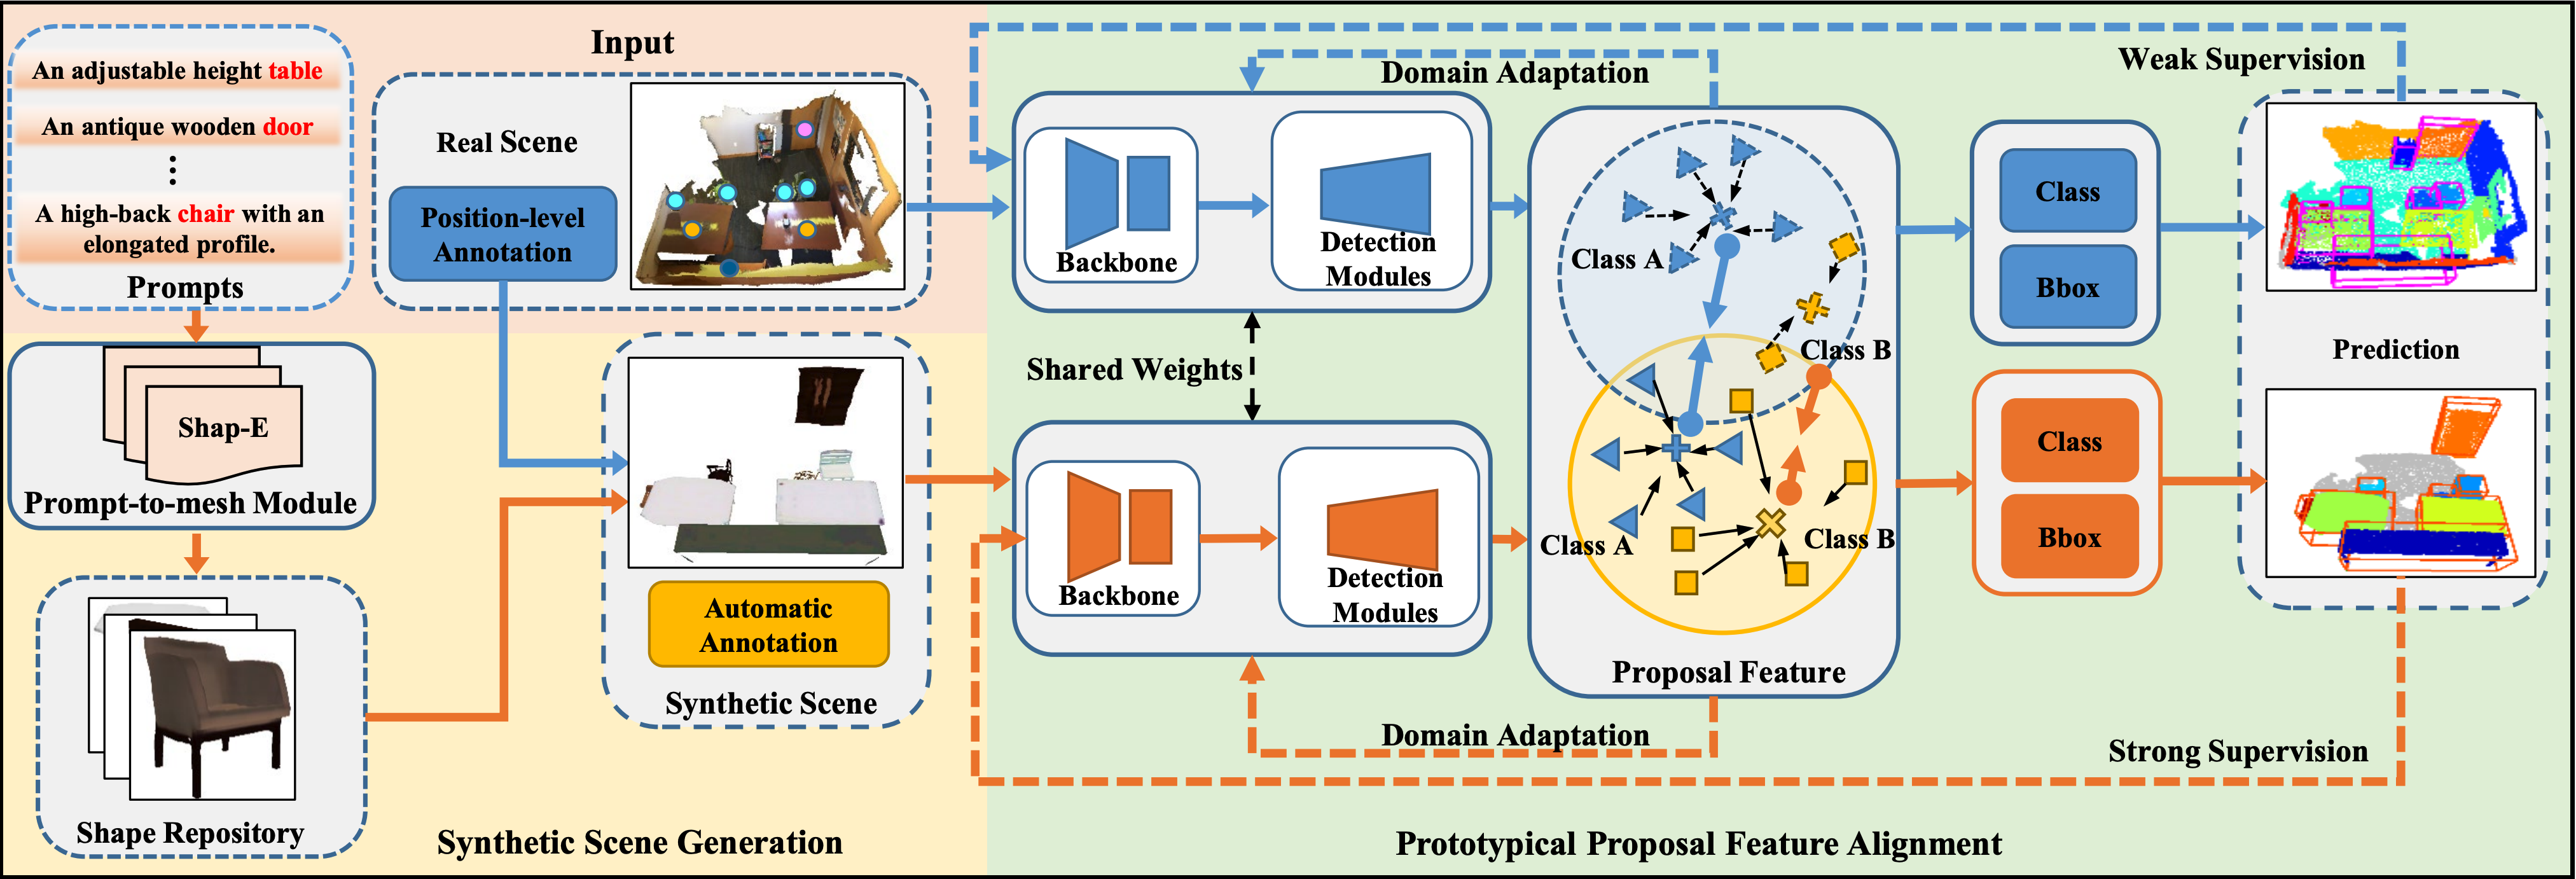 An adjustable height table
An antique wooden door
A high-back chair with an
elongated profile.
Prompts
Input
Real Scene
Position-level
Annotation
Shap-E
Prompt-to-mesh Module
Shape Repository
Automatic
Annotation
Synthetic Scene
Synthetic Scene Generation
Domain Adaptation
Weak Supervision
Backbone
Detection
Modules
Shared Weights
Backbone
Detection
Modules
Class A
Class B
Class A
Class B
Proposal Feature
Domain Adaptation
Class
Bbox
Class
Bbox
Prediction
Strong Supervision
Prototypical Proposal Feature Alignment